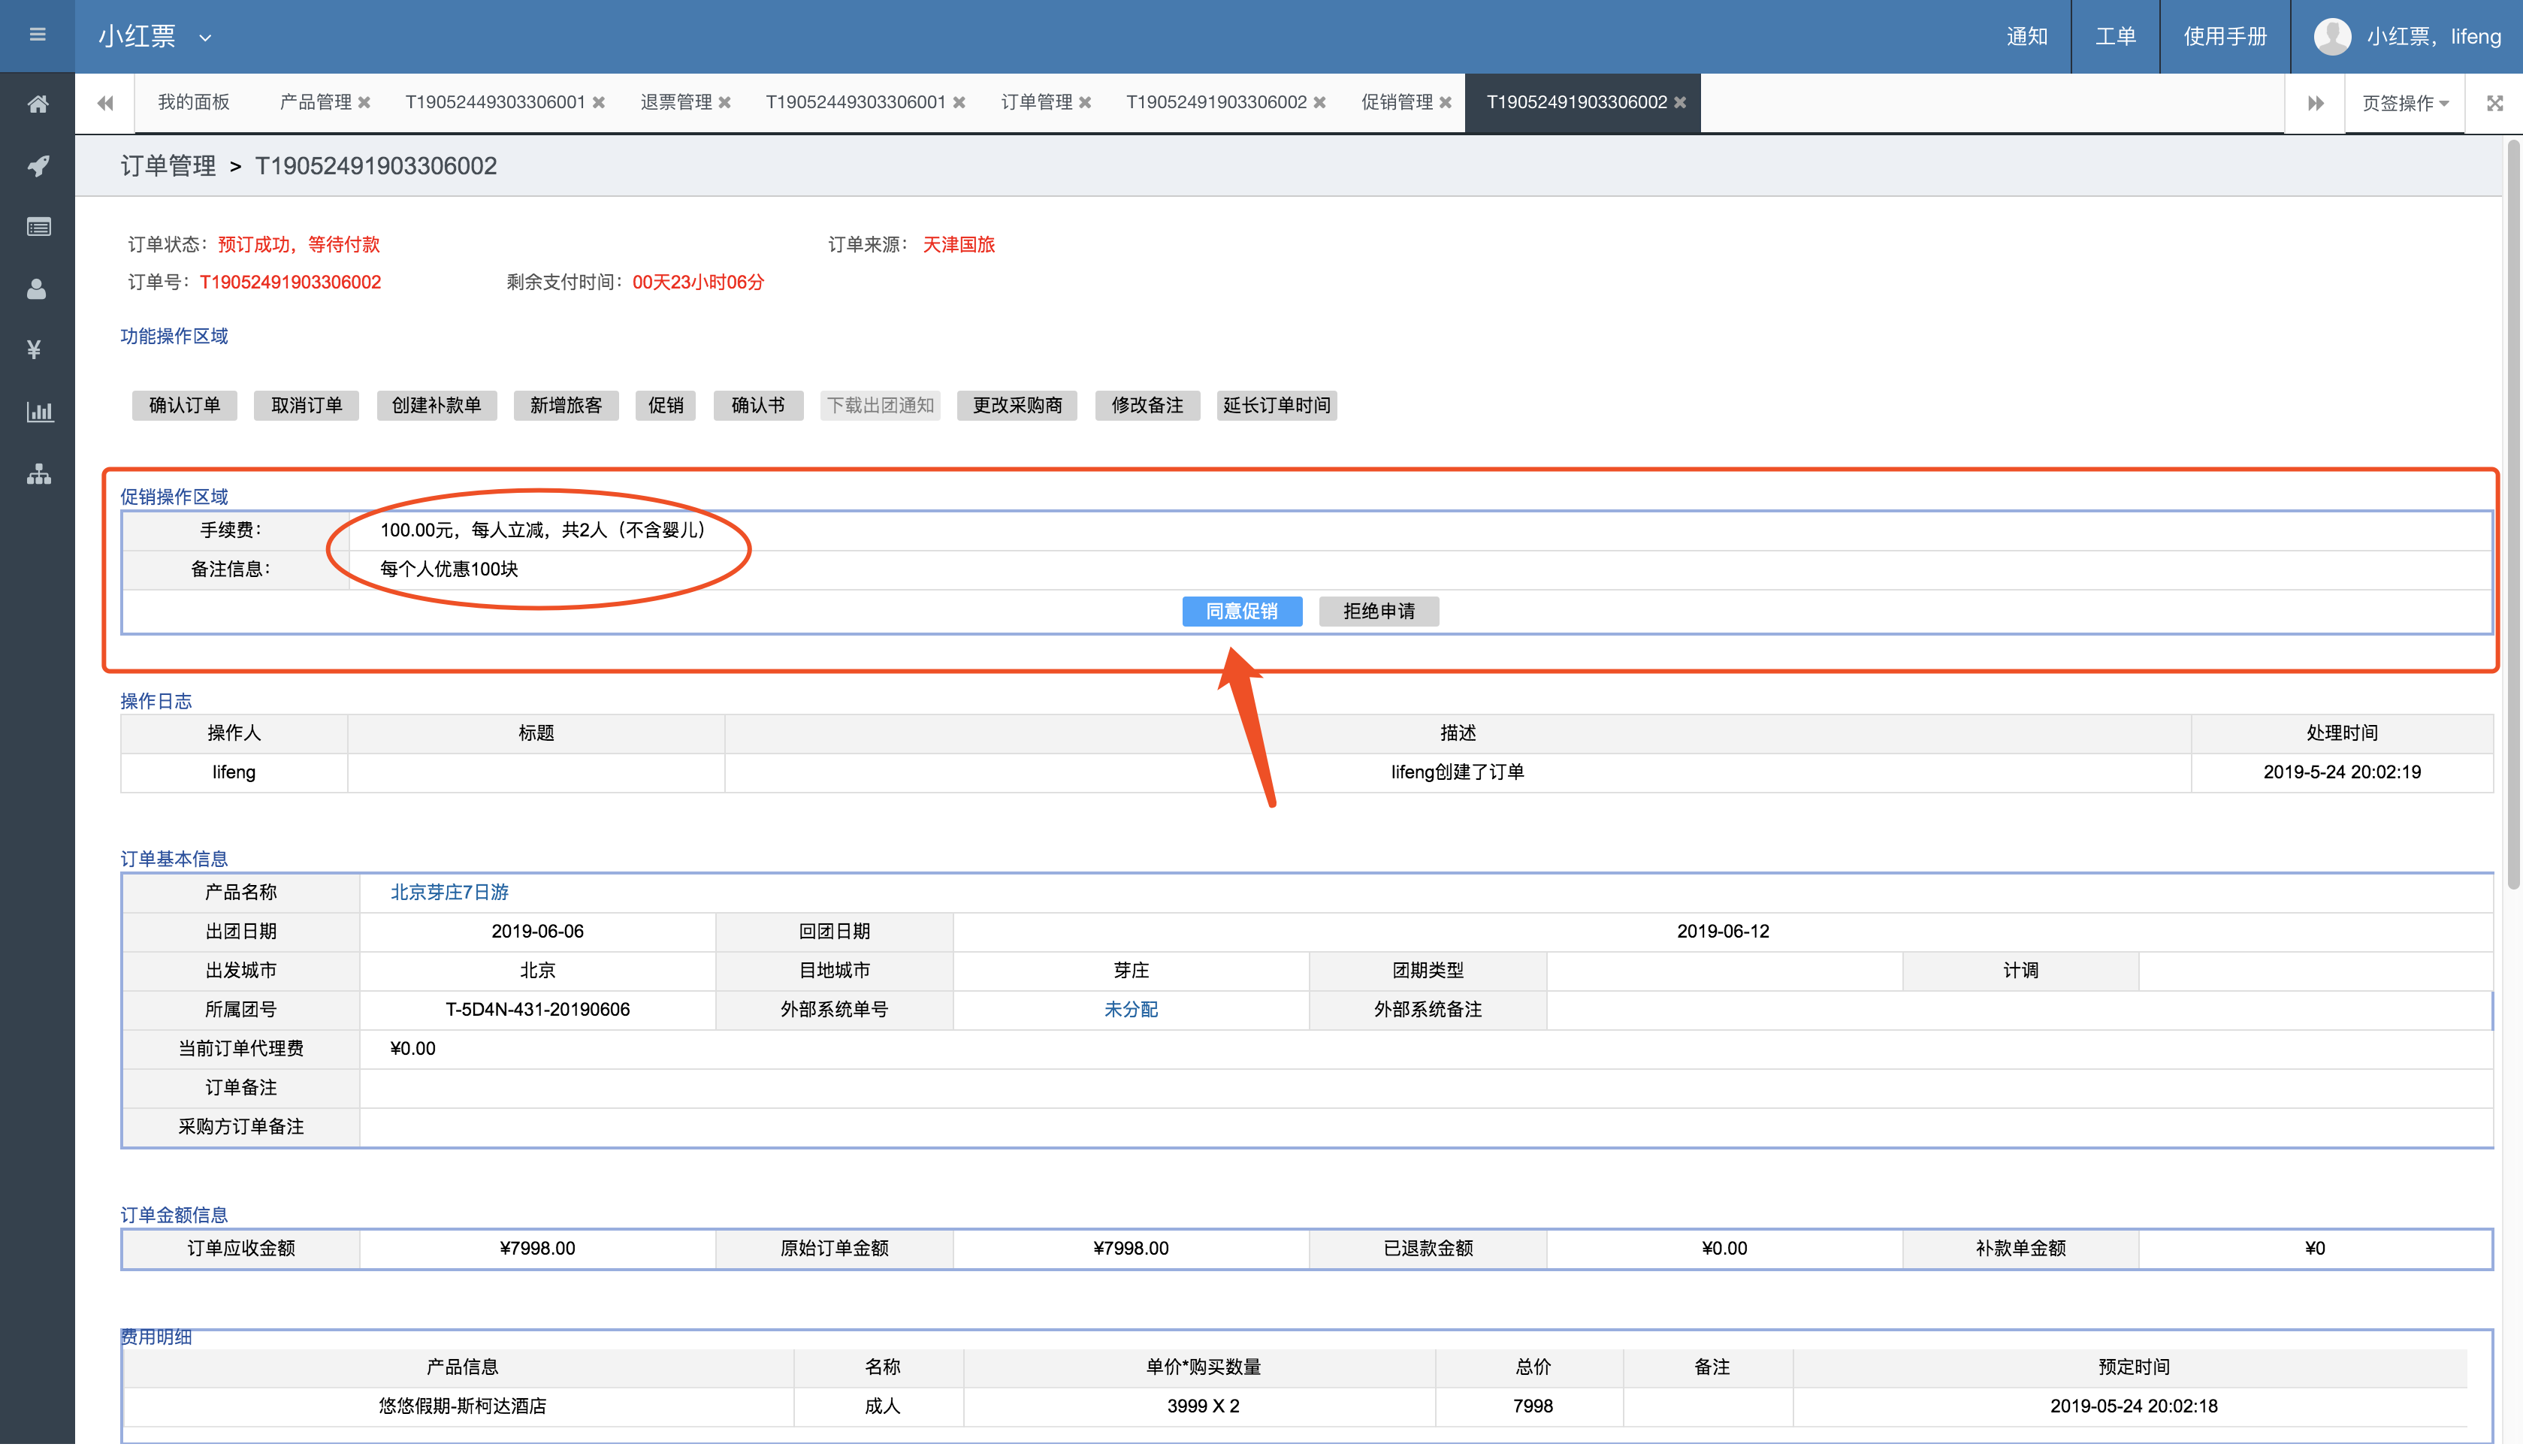 小红票 通知 工单 使用手册 小红票，lifeng
我的面板 产品管理 T19052449303306001 退票管理 T19052449303306001 订单管理 T19052491903306002 促销管理 T19052491903306002 页签操作
订单管理 > T19052491903306002
订单状态： 预订成功，等待付款 订单来源： 天津国旅
订单号： T19052491903306002 剩余支付时间： 00天23小时06分
功能操作区域
确认订单 取消订单 创建补款单 新增旅客 促销 确认书 下载出团通知 更改采购商 修改备注 延长订单时间
促销操作区域
手续费： 100.00元，每人立减，共2人（不含婴儿）
备注信息： 每个人优惠100块
同意促销 拒绝申请
操作日志
操作人 标题 描述 处理时间
lifeng lifeng创建了订单 2019-5-24 20:02:19
订单基本信息
产品名称 北京芽庄7日游
出团日期 2019-06-06 回团日期 2019-06-12
出发城市 北京 目地城市 芽庄 团期类型 计调
所属团号 T-5D4N-431-20190606 外部系统单号 未分配 外部系统备注
当前订单代理费 ¥0.00
订单备注
采购方订单备注
订单金额信息
订单应收金额 ¥7998.00 原始订单金额 ¥7998.00 已退款金额 ¥0.00 补款单金额 ¥0
费用明细
产品信息 名称 单价*购买数量 总价 备注 预定时间
悠悠假期-斯柯达酒店 成人 3999 X 2 7998 2019-05-24 20:02:18